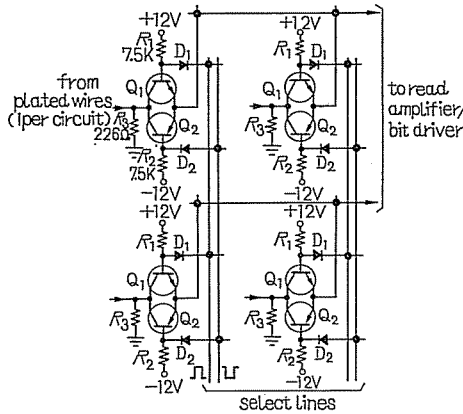 +12V
+12V
R1
7.5K
D1
R1
D1
from
plated wires
(1 per circuit)
Q1
Q1
to read
amplifier/
bit driver
R3
226Ω
Q2
R3
Q2
R2
7.5K
D2
R2
D2
-12V
-12V
+12V
+12V
R1
D1
R1
D1
Q1
Q1
R3
Q2
R3
Q2
R2
D2
R2
D2
-12V
-12V
select lines